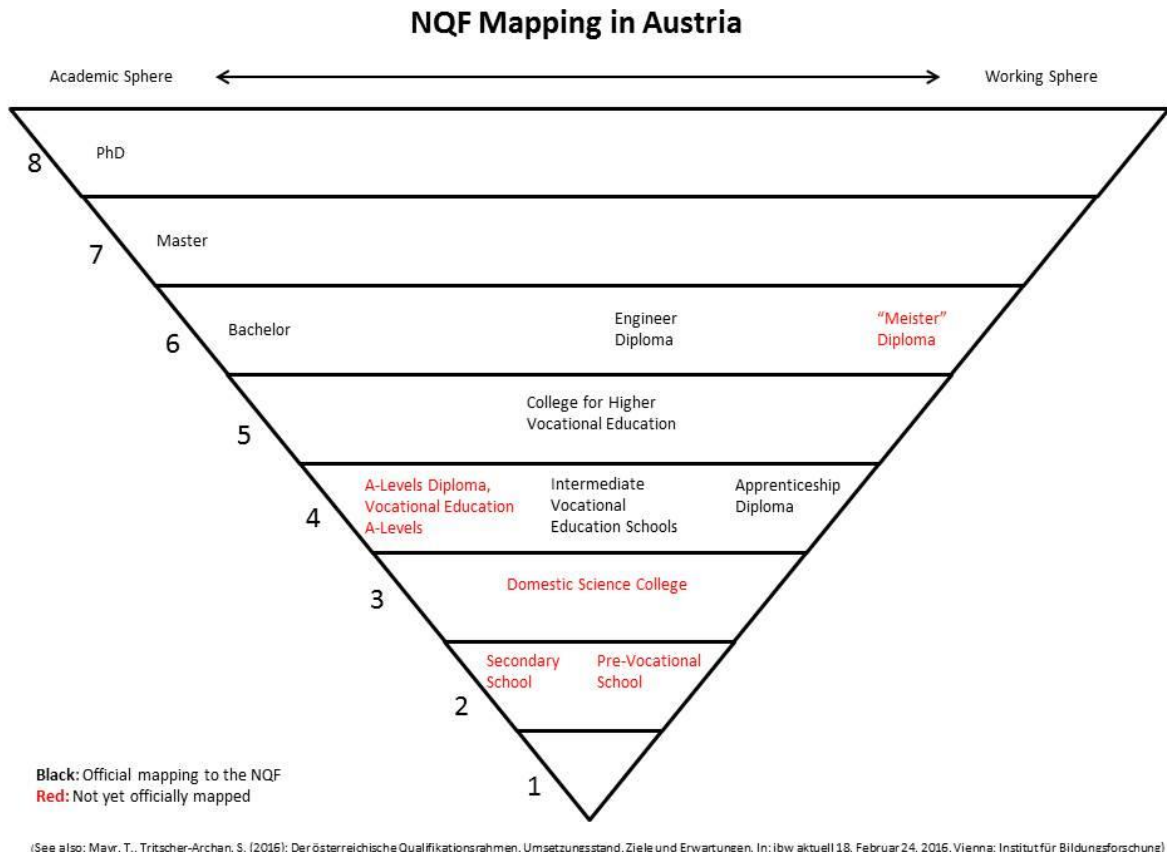 NQF Mapping in Austria
Academic Sphere
Working Sphere
8
PhD
7
Master
6
Bachelor
Engineer
Diploma
“Meister”
Diploma
5
College for Higher
Vocational Education
4
A-Levels Diploma,
Vocational Education
A-Levels
Intermediate
Vocational
Education Schools
Apprenticeship
Diploma
3
Domestic Science College
2
Secondary
School
Pre-Vocational
School
1
Black: Official mapping to the NQF
Red: Not yet officially mapped
(See also: Mayr, T., Tritscher-Archan, S. (2016): Der österreichische Qualifikationsrahmen. Umsetzungsstand, Ziele und Erwartungen. In: ibw aktuell 18, Februar 24, 2016, Vienna: Institut für Bildungsforschung)